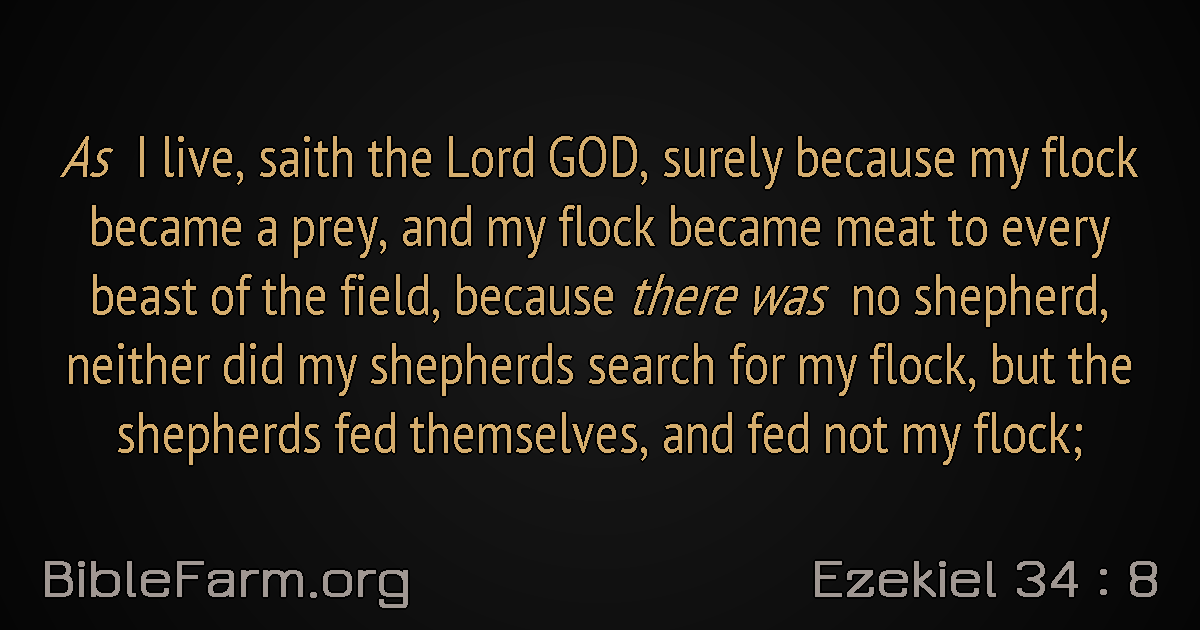 As I live, saith the Lord GOD, surely because my flock
became a prey, and my flock became meat to every
beast of the field, because there was no shepherd,
neither did my shepherds search for my flock, but the
shepherds fed themselves, and fed not my flock;
BibleFarm.org
Ezekiel 34 : 8